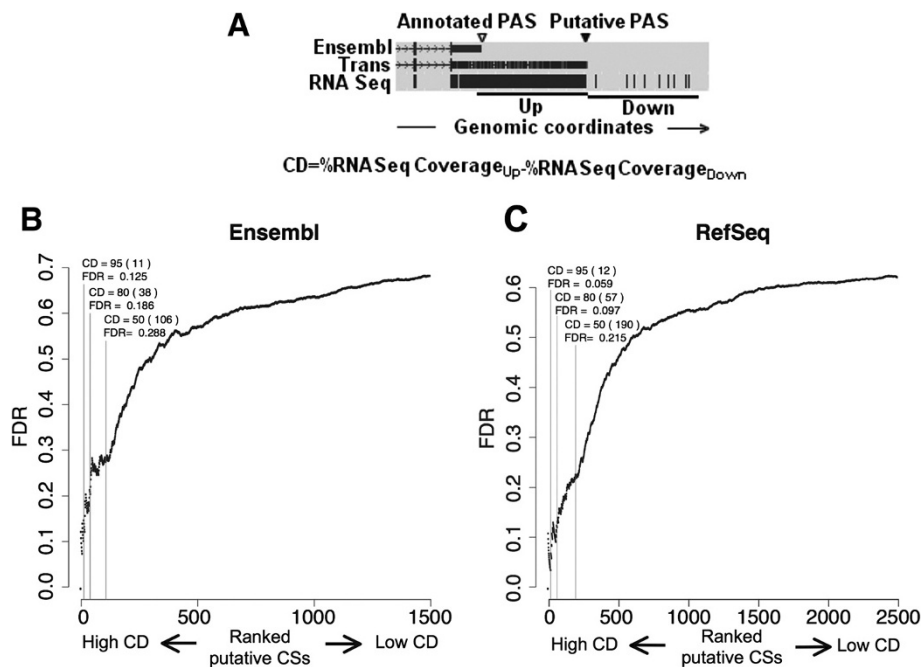 A
Annotated PAS Putative PAS
Ensembl
Trans
RNA Seq
Up Down
Genomic coordinates
CD=%RNASeq CoverageUp-%RNASeq CoverageDown
B
Ensembl
CD = 95 ( 11 )
FDR = 0.125
CD = 80 ( 38 )
FDR = 0.186
CD = 50 ( 106 )
FDR= 0.288
FDR
0.7
0.6
0.5
0.4
0.3
0.2
0.1
0.0
0 500 1000 1500
High CD Ranked putative CSs Low CD
C
RefSeq
CD = 95 ( 12 )
FDR = 0.059
CD = 80 ( 57 )
FDR = 0.097
CD = 50 ( 190 )
FDR = 0.215
FDR
0.6
0.5
0.4
0.3
0.2
0.1
0.0
0 500 1000 1500 2000 2500
High CD Ranked putative CSs Low CD